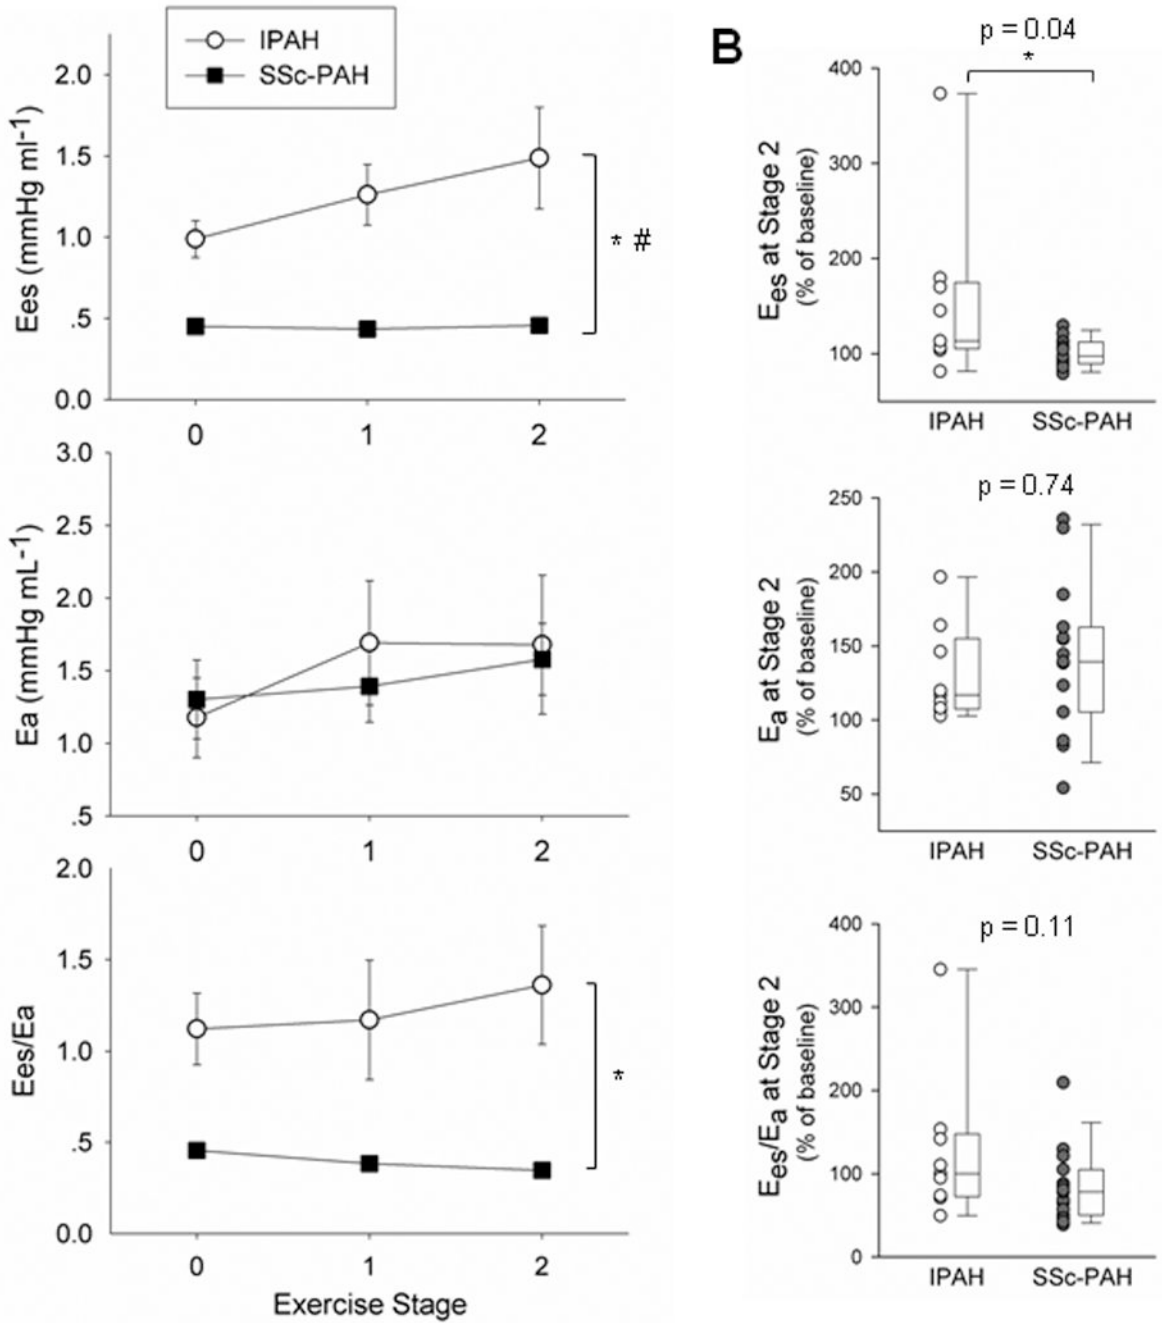 IPAH
SSc-PAH
Ees (mmHg ml-1)
2.0
1.5
1.0
.5
0.0
* #
0 1 2
Ea (mmHg mL-1)
3.0
2.5
2.0
1.5
1.0
.5
0 1 2
Ees/Ea
2.0
1.5
1.0
.5
0.0
*
0 1 2
Exercise Stage
B
p = 0.04
*
Ees at Stage 2
(% of baseline)
400
300
200
100
IPAH SSc-PAH
p = 0.74
Ea at Stage 2
(% of baseline)
250
200
150
100
50
IPAH SSc-PAH
p = 0.11
Ees/Ea at Stage 2
(% of baseline)
400
300
200
100
0
IPAH SSc-PAH